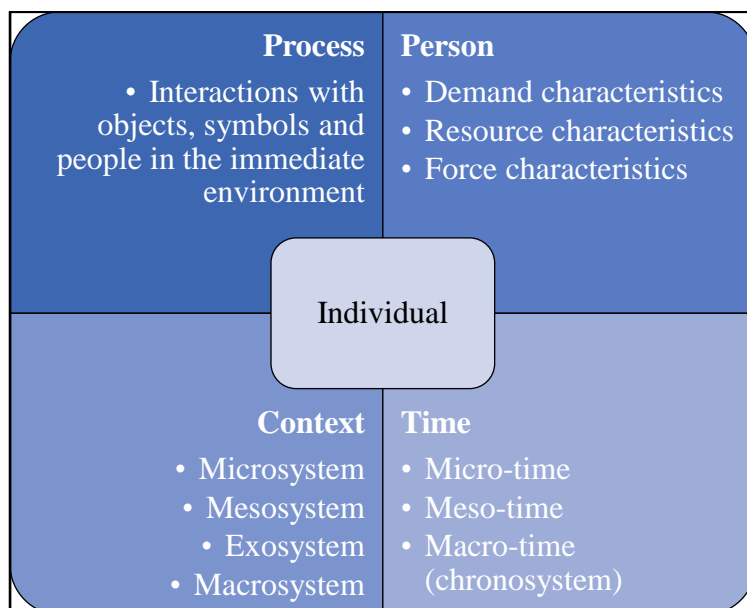 Process
• Interactions with
objects, symbols and
people in the immediate
environment
Person
• Demand characteristics
• Resource characteristics
• Force characteristics
Individual
Context
• Microsystem
• Mesosystem
• Exosystem
• Macrosystem
Time
• Micro-time
• Meso-time
• Macro-time
(chronosystem)